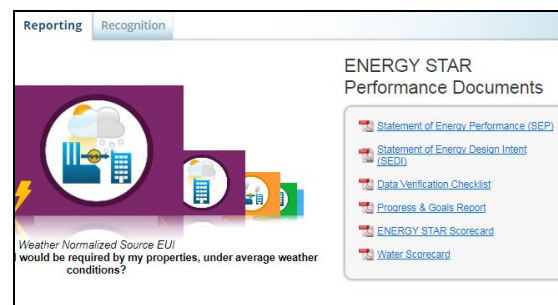 Reporting
Recognition
ENERGY STAR
Performance Documents
Statement of Energy Performance (SEP)
Statement of Energy Design Intent
(SEDI)
Data Verification Checklist
Progress & Goals Report
ENERGY STAR Scorecard
Water Scorecard
Weather Normalized Source EUI
would be required by my properties, under average weather
conditions?